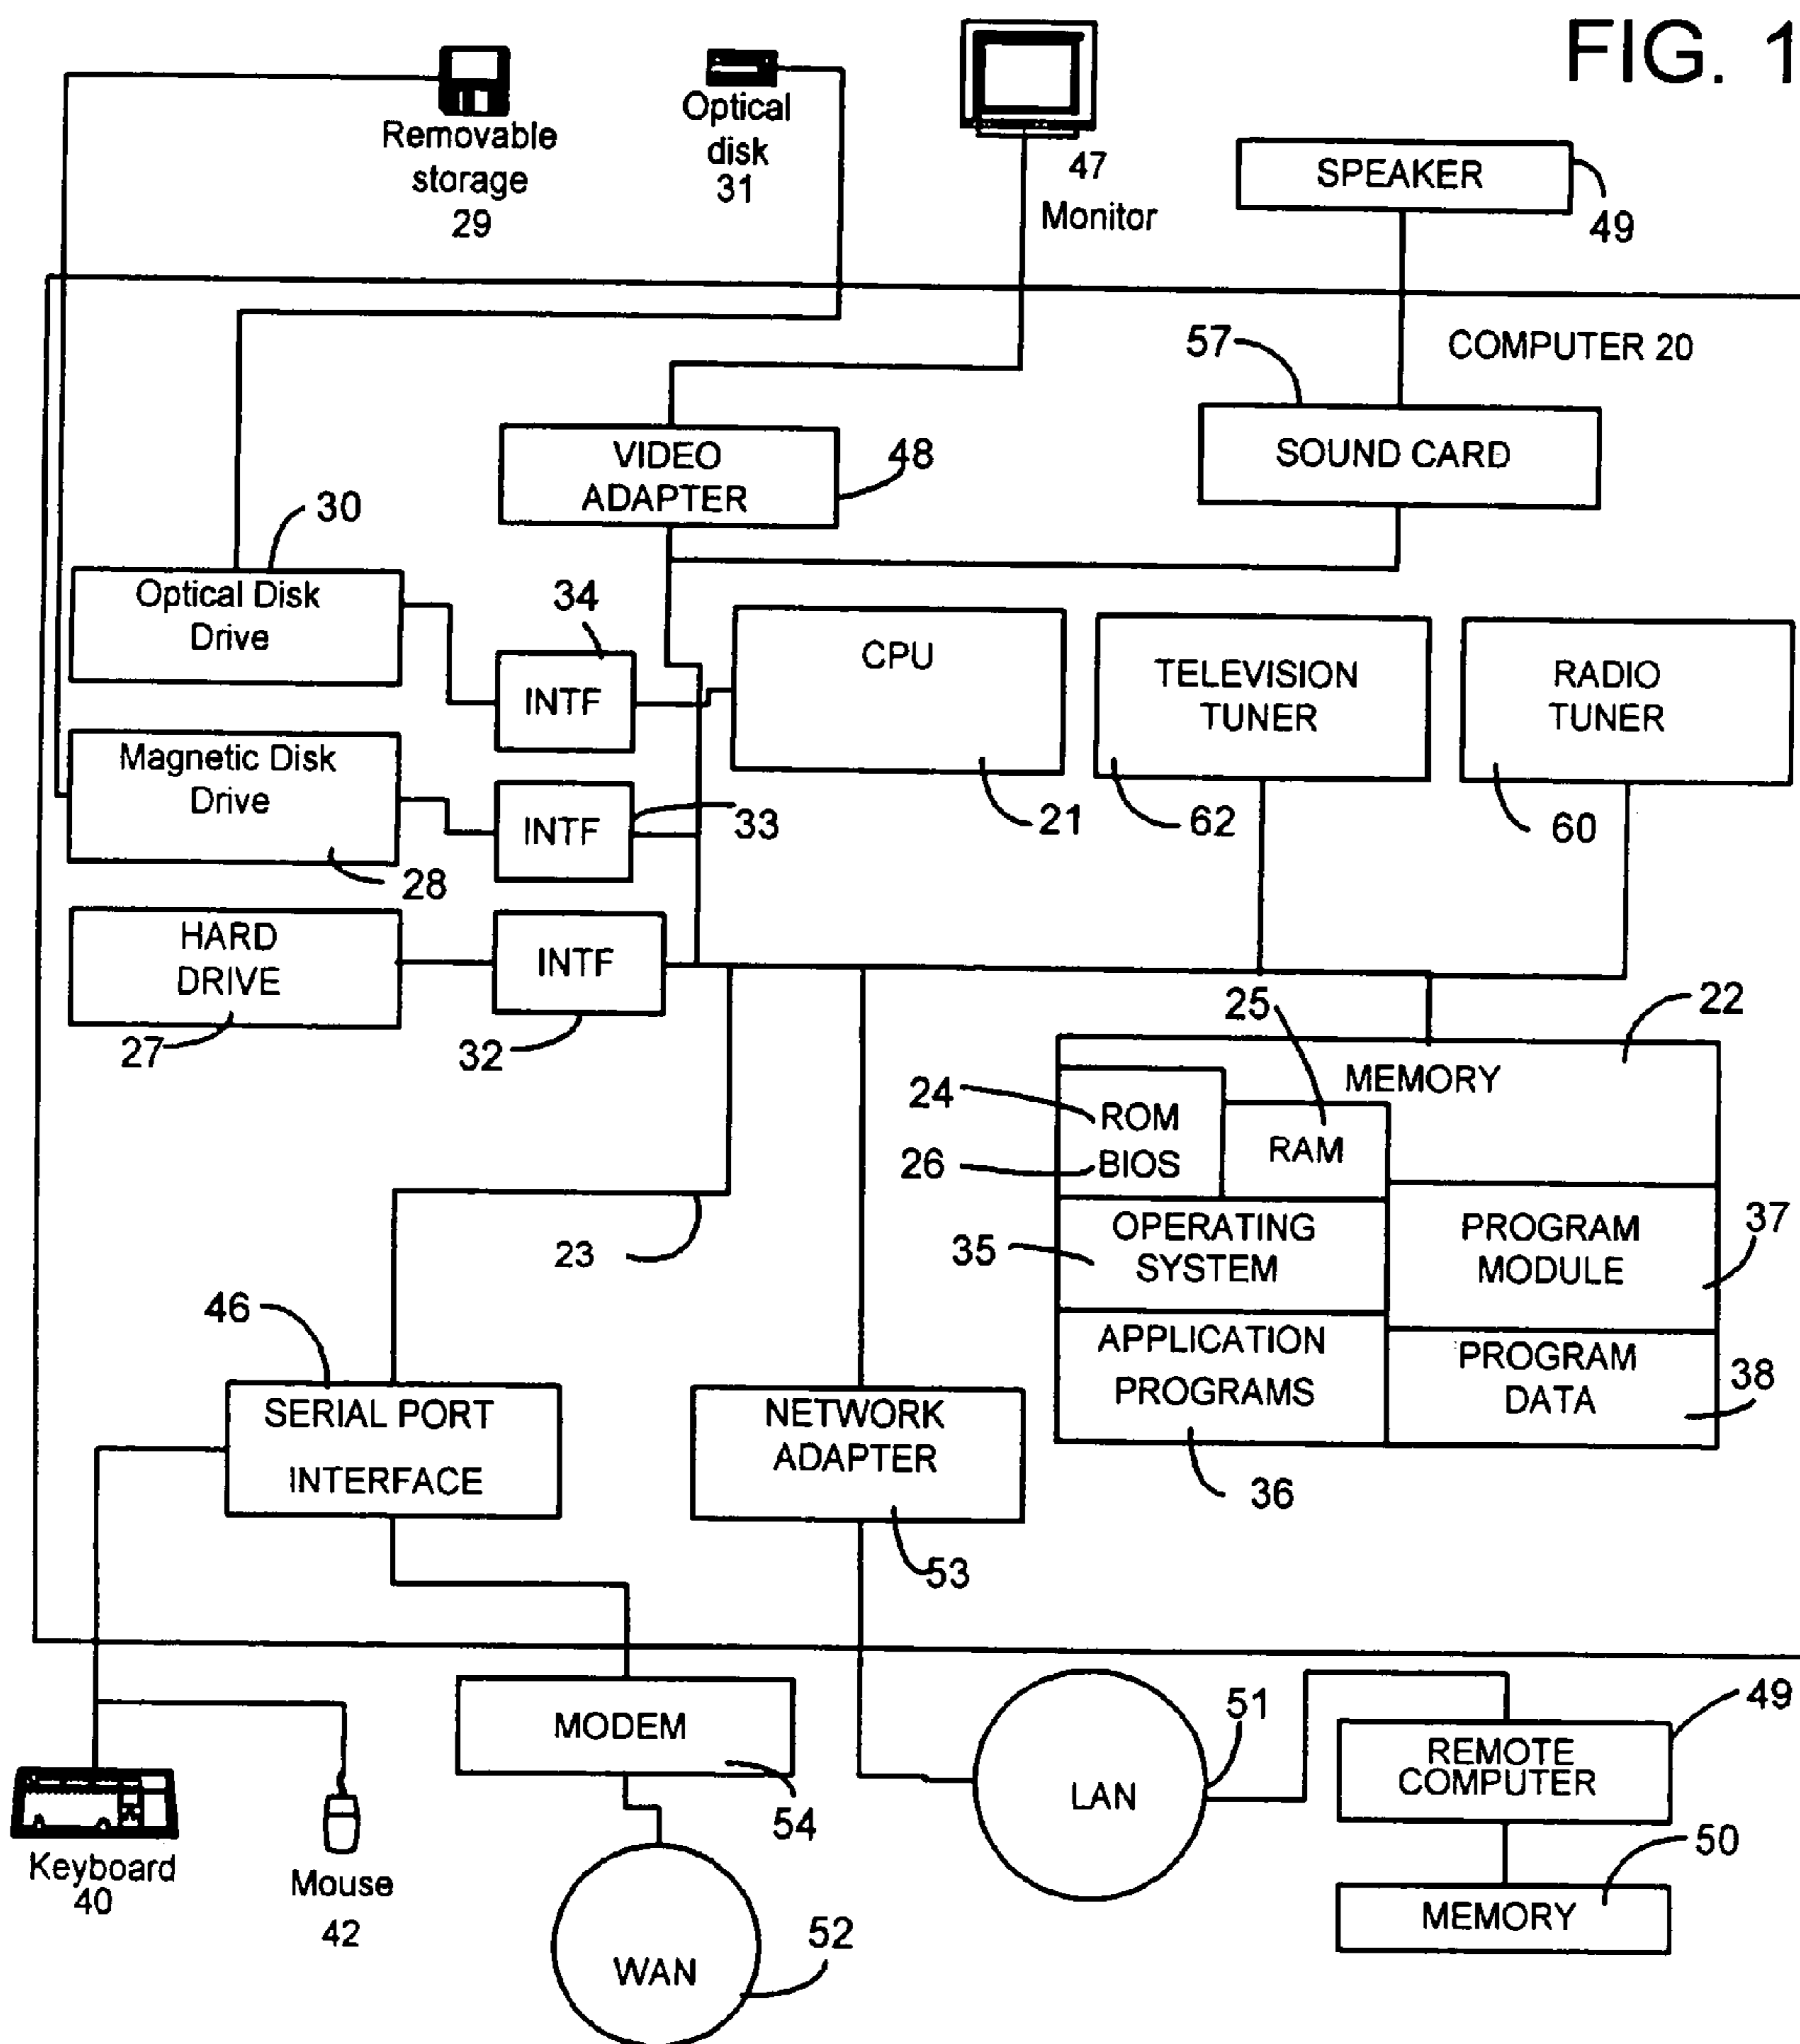 FIG. 1
Removable
storage
29
Optical
disk
31
47
Monitor
SPEAKER
49
COMPUTER 20
57
SOUND CARD
VIDEO
ADAPTER
48
30
Optical Disk
Drive
34
INTF
CPU
21
TELEVISION
TUNER
62
RADIO
TUNER
60
Magnetic Disk
Drive
28
INTF
33
HARD
DRIVE
27
INTF
32
25
22
MEMORY
24
ROM
26
BIOS
RAM
23
35
OPERATING
SYSTEM
PROGRAM
MODULE
37
46
APPLICATION
PROGRAMS
36
PROGRAM
DATA
38
SERIAL PORT
INTERFACE
NETWORK
ADAPTER
53
MODEM
54
LAN
51
49
REMOTE
COMPUTER
50
MEMORY
Keyboard
40
Mouse
42
WAN
52